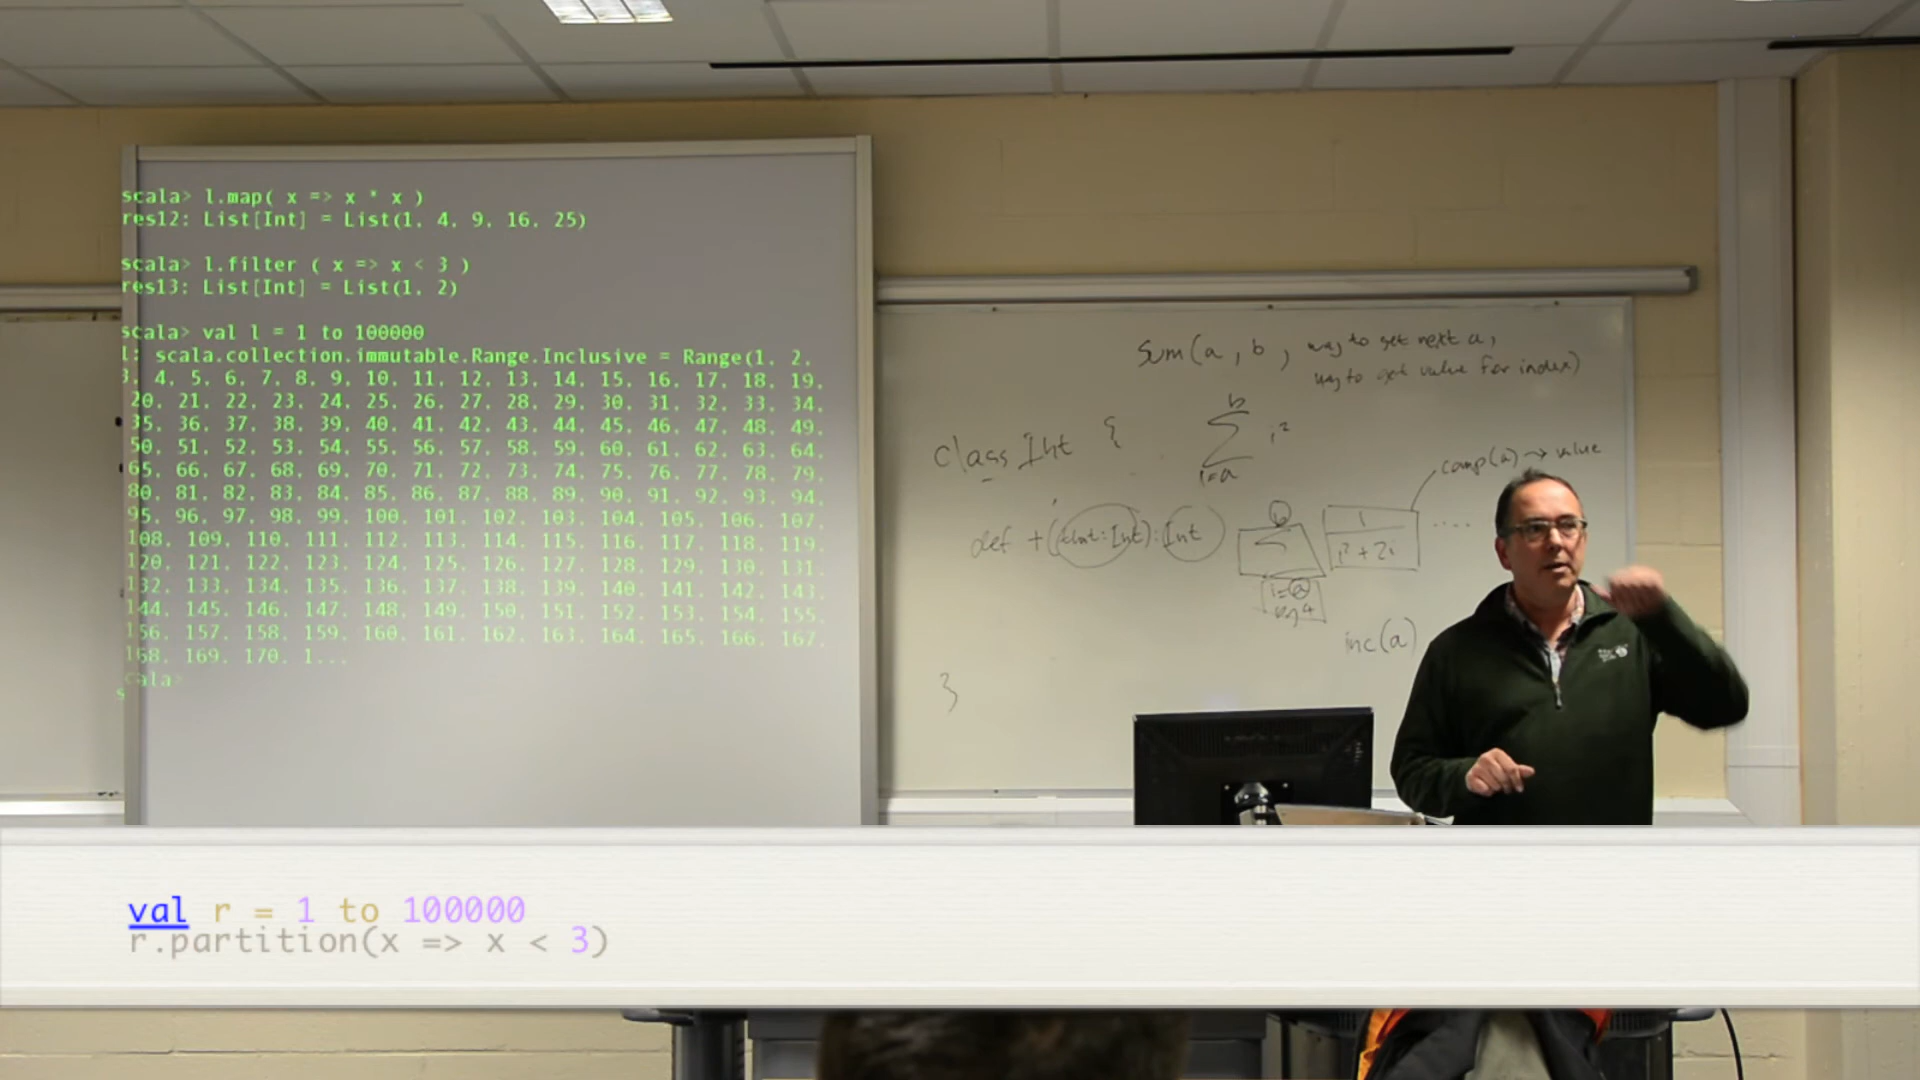 scala> l.map( x => x * x )
res12: List[Int] = List(1, 4, 9, 16, 25)
scala> l.filter ( x => x < 3 )
res13: List[Int] = List(1, 2)
scala> val l = 1 to 100000
l: scala.collection.immutable.Range.Inclusive = Range(1, 2,
3, 4, 5, 6, 7, 8, 9, 10, 11, 12, 13, 14, 15, 16, 17, 18, 19,
20, 21, 22, 23, 24, 25, 26, 27, 28, 29, 30, 31, 32, 33, 34,
35, 36, 37, 38, 39, 40, 41, 42, 43, 44, 45, 46, 47, 48, 49,
50, 51, 52, 53, 54, 55, 56, 57, 58, 59, 60, 61, 62, 63, 64,
65, 66, 67, 68, 69, 70, 71, 72, 73, 74, 75, 76, 77, 78, 79,
80, 81, 82, 83, 84, 85, 86, 87, 88, 89, 90, 91, 92, 93, 94,
95, 96, 97, 98, 99, 100, 101, 102, 103, 104, 105, 106, 107,
108, 109, 110, 111, 112, 113, 114, 115, 116, 117, 118, 119,
120, 121, 122, 123, 124, 125, 126, 127, 128, 129, 130, 131,
132, 133, 134, 135, 136, 137, 138, 139, 140, 141, 142, 143,
144, 145, 146, 147, 148, 149, 150, 151, 152, 153, 154, 155,
156, 157, 158, 159, 160, 161, 162, 163, 164, 165, 166, 167,
168, 169, 170, 1...
scala>
sum(a, b, way to get next a,
way to get value for index)
b
∑ i²
i=a
class Int {
comp(a) → value
def +(that:Int):Int
b
∑
i=a
eg 4
1
i² + 2i
....
inc(a)
}
val r = 1 to 100000
r.partition(x => x < 3)